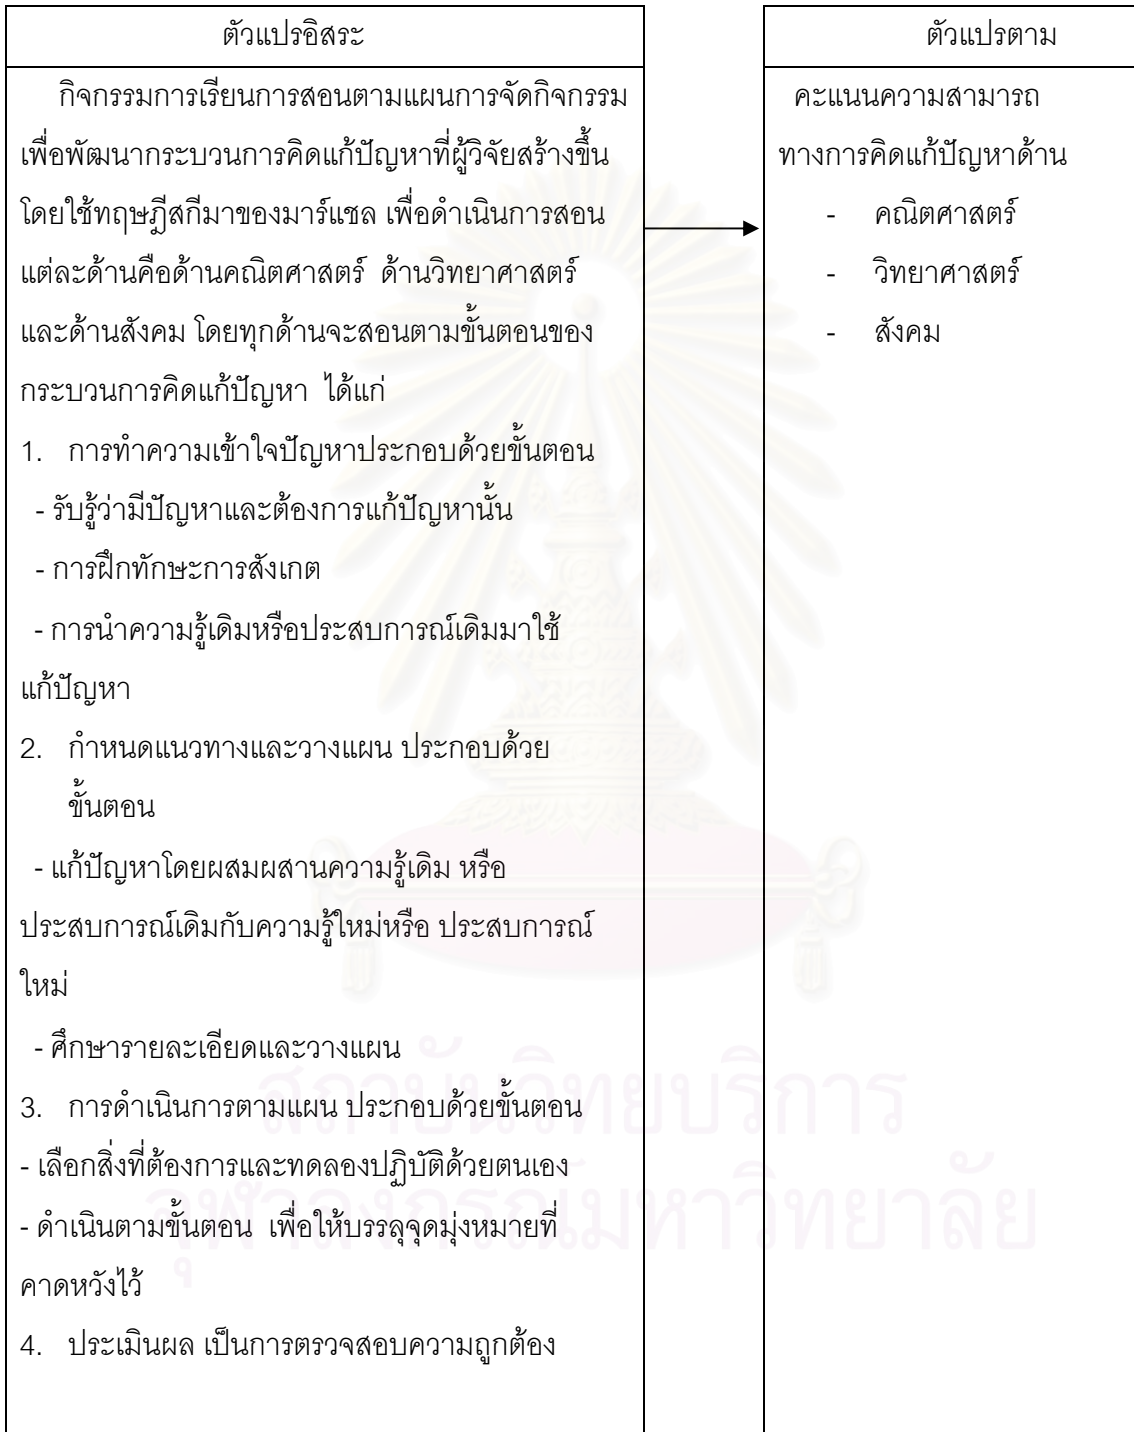 ตัวแปรอิสระ
กิจกรรมการเรียนการสอนตามแผนการจัดกิจกรรม
เพื่อพัฒนากระบวนการคิดแก้ปัญหาที่ผู้วิจัยสร้างขึ้น
โดยใช้ทฤษฎีสกีมาของมาร์แชล เพื่อดำเนินการสอน
แต่ละด้านคือด้านคณิตศาสตร์ ด้านวิทยาศาสตร์
และด้านสังคม โดยทุกด้านจะสอนตามขั้นตอนของ
กระบวนการคิดแก้ปัญหา ได้แก่
1. การทำความเข้าใจปัญหาประกอบด้วยขั้นตอน
- รับรู้ว่ามีปัญหาและต้องการแก้ปัญหานั้น
- การฝึกทักษะการสังเกต
- การนำความรู้เดิมหรือประสบการณ์เดิมมาใช้
แก้ปัญหา
2. กำหนดแนวทางและวางแผน ประกอบด้วย
ขั้นตอน
- แก้ปัญหาโดยผสมผสานความรู้เดิม หรือ
ประสบการณ์เดิมกับความรู้ใหม่หรือ ประสบการณ์
ใหม่
- ศึกษารายละเอียดและวางแผน
3. การดำเนินการตามแผน ประกอบด้วยขั้นตอน
- เลือกสิ่งที่ต้องการและทดลองปฏิบัติด้วยตนเอง
- ดำเนินตามขั้นตอน เพื่อให้บรรลุจุดมุ่งหมายที่
คาดหวังไว้
4. ประเมินผล เป็นการตรวจสอบความถูกต้อง
ตัวแปรตาม
คะแนนความสามารถ
ทางการคิดแก้ปัญหาด้าน
- คณิตศาสตร์
- วิทยาศาสตร์
- สังคม
สถาบันวิทยบริการ
จุฬาลงกรณ์มหาวิทยาลัย